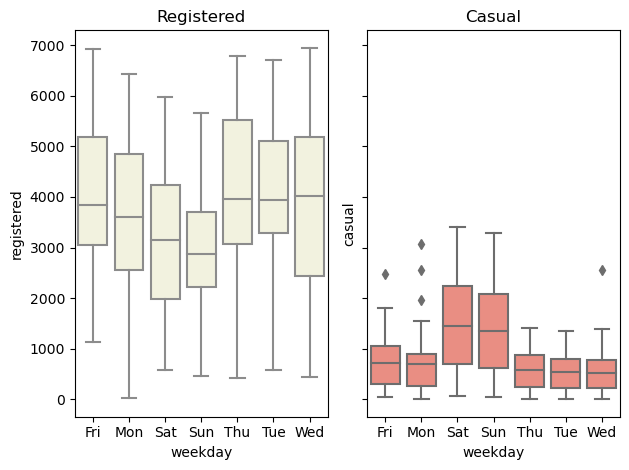 Registered
7000
6000
5000
4000
3000
2000
1000
0
registered
Fri Mon Sat Sun Thu Tue Wed
weekday
Casual
casual
Fri Mon Sat Sun Thu Tue Wed
weekday